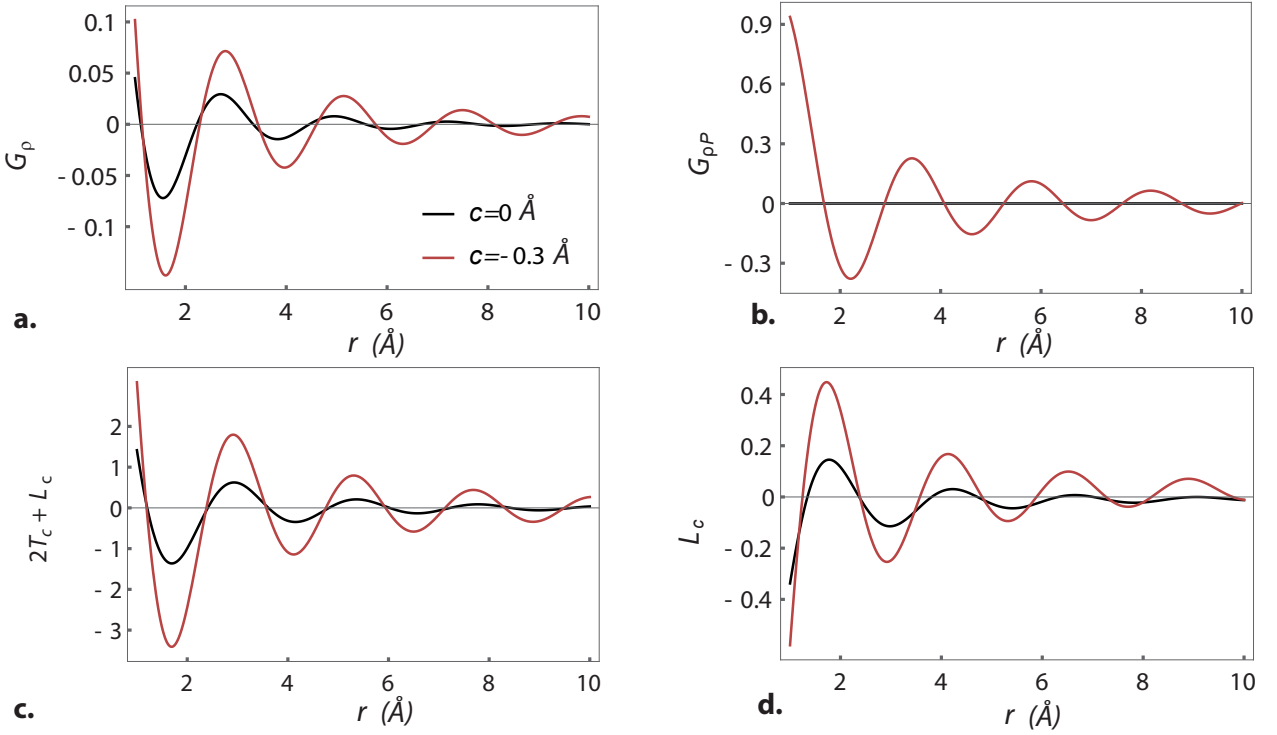 0.1
0.05
0
- 0.05
- 0.1
G_ρ
c=0 Å
c=- 0.3 Å
2 4 6 8 10
r (Å)
a.
0.9
0.6
0.3
0
- 0.3
G_ρP
2 4 6 8 10
r (Å)
b.
2
1
0
- 1
- 2
- 3
2T_c + L_c
2 4 6 8 10
r (Å)
c.
0.4
0.2
0
- 0.2
- 0.4
L_c
2 4 6 8 10
r (Å)
d.